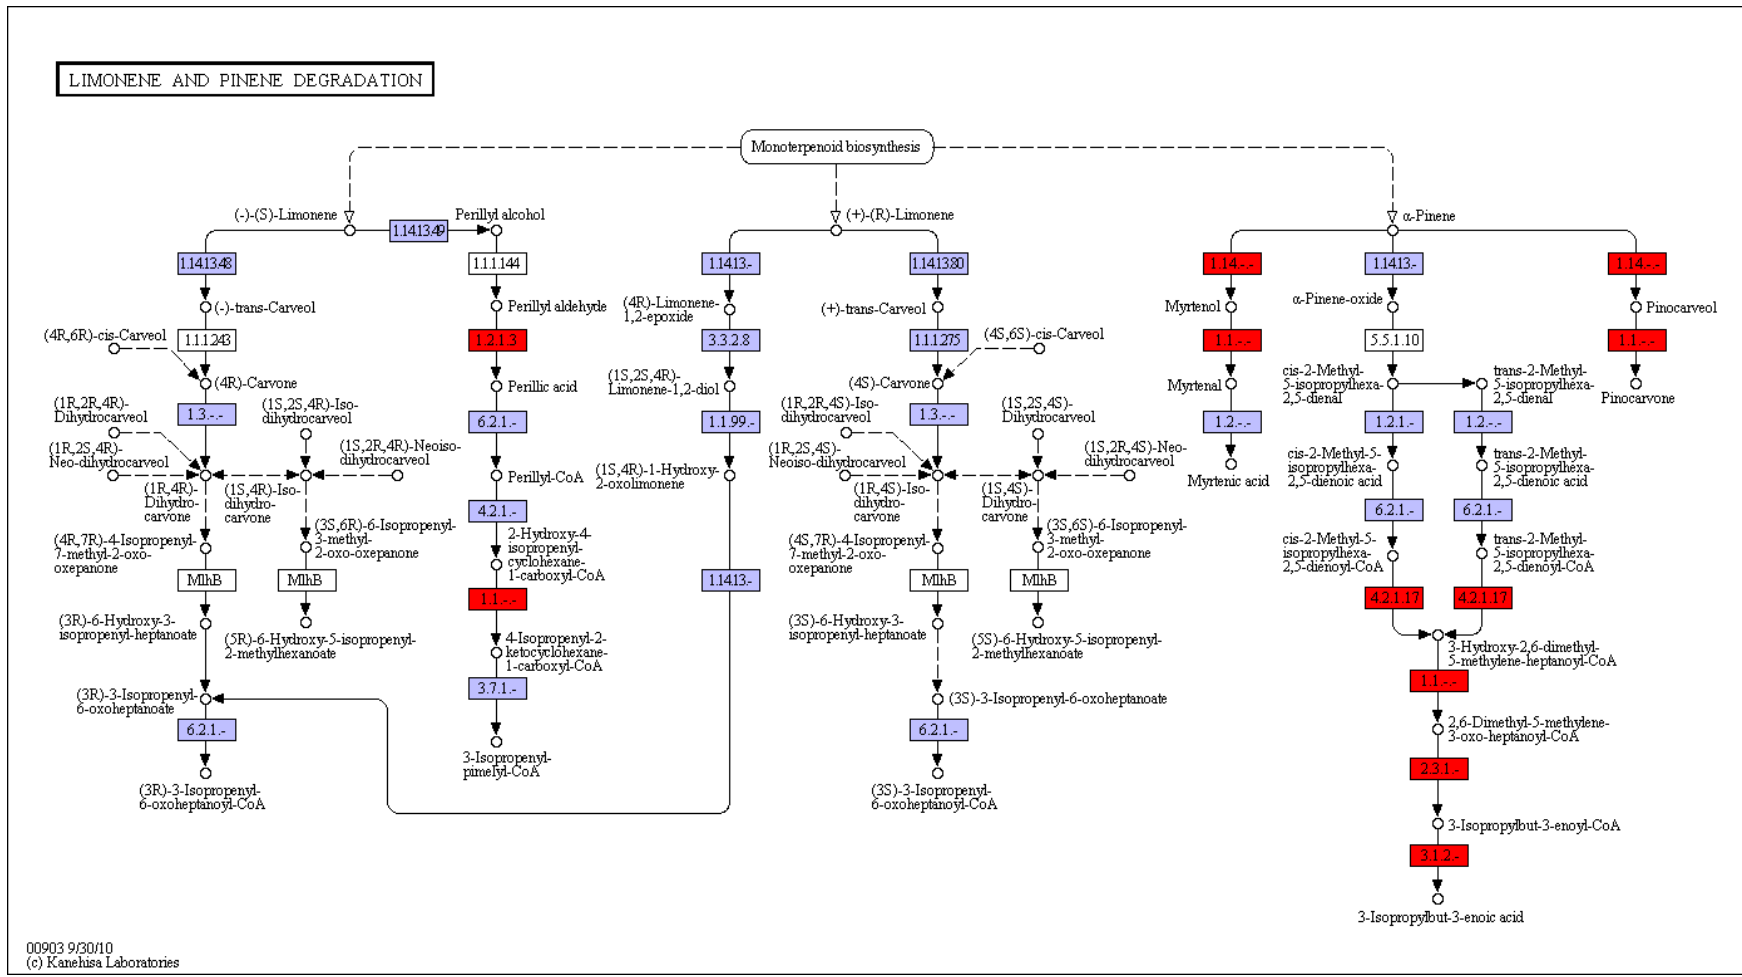 LIMONENE AND PINENE DEGRADATION
Monoterpenoid biosynthesis
(-)-(S)-Limonene
1.14.13.49
Perillyl alcohol
(+)-(R)-Limonene
α-Pinene
1.14.13.48
1.1.1.144
1.14.13.-
1.14.13.80
1.14.-.-
1.14.13.-
1.14.-.-
(-)-trans-Carveol
Perillyl aldehyde
(4R)-Limonene-
1,2-epoxide
(+)-trans-Carveol
Myrtenol
α-Pinene-oxide
Pinocarveol
(4R,6R)-cis-Carveol
1.1.1.243
1.2.1.3
3.3.2.8
1.1.1.275
(4S,6S)-cis-Carveol
1.1.-.-
5.5.1.10
1.1.-.-
(4R)-Carvone
Perillic acid
(1S,2S,4R)-
Limonene-1,2-diol
(4S)-Carvone
Myrtenal
cis-2-Methyl-
5-isopropylhexa-
2,5-dienal
trans-2-Methyl-
5-isopropylhexa-
2,5-dienal
Pinocarvone
(1R,2R,4R)-
Dihydrocarveol
1.3.-.-
(1S,2S,4R)-Iso-
dihydrocarveol
6.2.1.-
1.1.99.-
(1R,2R,4S)-Iso-
dihydrocarveol
1.3.-.-
(1S,2S,4S)-
Dihydrocarveol
1.2.-.-
1.2.1.-
1.2.-.-
(1R,2S,4R)-
Neo-dihydrocarveol
(1S,2R,4R)-Neoiso-
dihydrocarveol
Perillyl-CoA
(1S,4R)-1-Hydroxy-
2-oxolimonene
(1R,2S,4S)-
Neoiso-dihydrocarveol
(1S,2R,4S)-Neo-
dihydrocarveol
Myrtenic acid
cis-2-Methyl-5-
isopropylhexa-
2,5-dienoic acid
trans-2-Methyl-
5-isopropylhexa-
2,5-dienoic acid
(1R,4R)-
Dihydro-
carvone
(1S,4R)-Iso-
dihydro-
carvone
4.2.1.-
(1R,4S)-Iso-
dihydro-
carvone
(1S,4S)-
Dihydro-
carvone
6.2.1.-
6.2.1.-
(4R,7R)-4-Isopropenyl-
7-methyl-2-oxo-
oxepanone
(3S,6R)-6-Isopropenyl-
3-methyl-
2-oxo-oxepanone
2-Hydroxy-4-
isopropenyl-
cyclohexane-
1-carboxyl-CoA
(4S,7R)-4-Isopropenyl-
7-methyl-2-oxo-
oxepanone
(3S,6S)-6-Isopropenyl-
3-methyl-
2-oxo-oxepanone
cis-2-Methyl-5-
isopropylhexa-
2,5-dienoyl-CoA
trans-2-Methyl-
5-isopropylhexa-
2,5-dienoyl-CoA
MlhB
MlhB
1.1.-.-
1.14.13.-
MlhB
MlhB
4.2.1.17
4.2.1.17
(3R)-6-Hydroxy-3-
isopropenyl-heptanoate
(5R)-6-Hydroxy-5-isopropenyl-
2-methylhexanoate
4-Isopropenyl-2-
ketocyclohexane-
1-carboxyl-CoA
(3S)-6-Hydroxy-3-
isopropenyl-heptanoate
(5S)-6-Hydroxy-5-isopropenyl-
2-methylhexanoate
3-Hydroxy-2,6-dimethyl-
5-methylene-heptanoyl-CoA
3.7.1.-
1.1.-.-
(3R)-3-Isopropenyl-
6-oxoheptanoate
(3S)-3-Isopropenyl-6-oxoheptanoate
6.2.1.-
6.2.1.-
2,6-Dimethyl-5-methylene-
3-oxo-heptanoyl-CoA
3-Isopropenyl-
pimelyl-CoA
2.3.1.-
(3R)-3-Isopropenyl-
6-oxoheptanoyl-CoA
(3S)-3-Isopropenyl-
6-oxoheptanoyl-CoA
3-Isopropylbut-3-enoyl-CoA
3.1.2.-
3-Isopropylbut-3-enoic acid
00903 9/30/10
(c) Kanehisa Laboratories